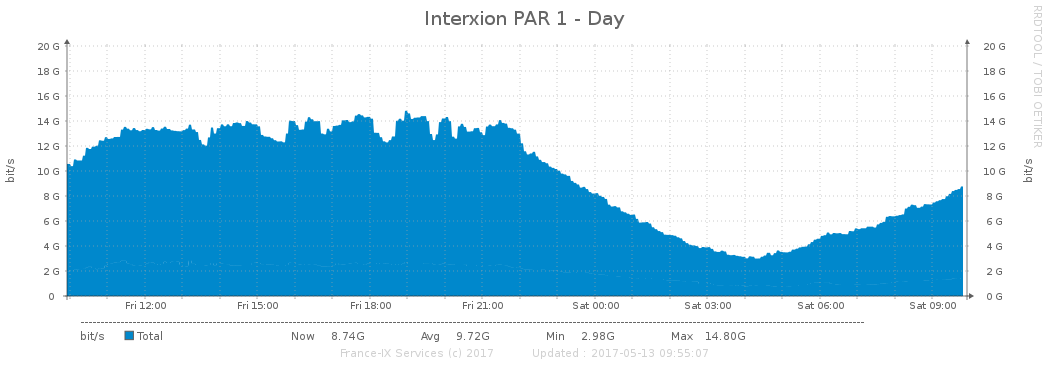 Interxion PAR 1 - Day
RRDTOOL / TOBI OETIKER
bit/s
20 G 20 G
18 G 18 G
16 G 16 G
14 G 14 G
12 G 12 G
10 G 10 G
8 G 8 G
6 G 6 G
4 G 4 G
2 G 2 G
0 0 G
bit/s
Fri 12:00 Fri 15:00 Fri 18:00 Fri 21:00 Sat 00:00 Sat 03:00 Sat 06:00 Sat 09:00
bit/s Total Now 8.74G Avg 9.72G Min 2.98G Max 14.80G
France-IX Services (c) 2017 Updated : 2017-05-13 09:55:07